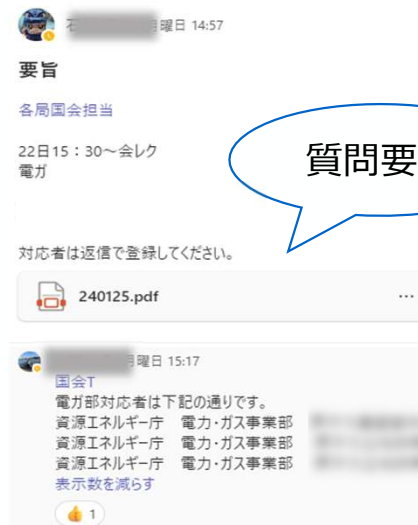 石 曜日 14:57
要旨
各局国会担当
22日15：30～会レク
電ガ
質問要
対応者は返信で登録してください。
240125.pdf
曜日 15:17
国会T
電ガ部対応者は下記の通りです。
資源エネルギー庁　電力・ガス事業部
資源エネルギー庁　電力・ガス事業部
資源エネルギー庁　電力・ガス事業部
表示数を減らす
1